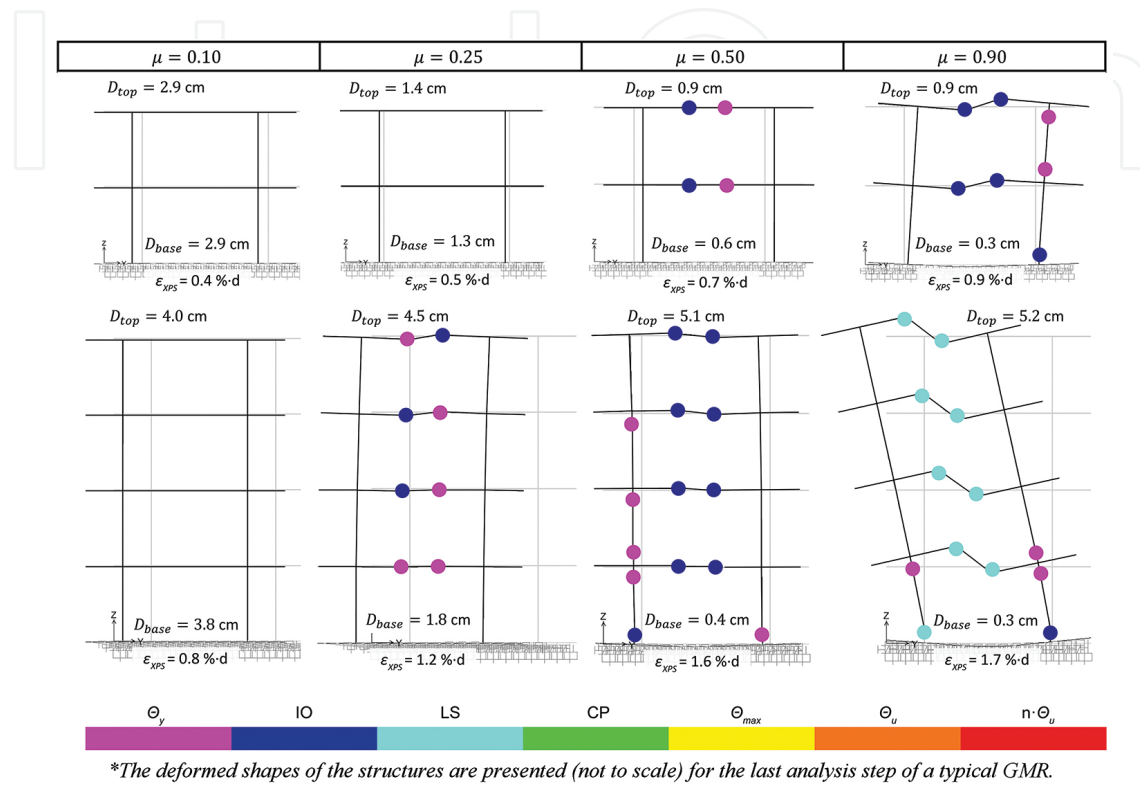 μ = 0.10 μ = 0.25 μ = 0.50 μ = 0.90
D_top = 2.9 cm D_top = 1.4 cm D_top = 0.9 cm D_top = 0.9 cm
D_base = 2.9 cm D_base = 1.3 cm D_base = 0.6 cm D_base = 0.3 cm
Z Y Z Y Z Y Z Y
ε_XPS = 0.4 %·d ε_XPS = 0.5 %·d ε_XPS = 0.7 %·d ε_XPS = 0.9 %·d
D_top = 4.0 cm D_top = 4.5 cm D_top = 5.1 cm D_top = 5.2 cm
D_base = 3.8 cm D_base = 1.8 cm D_base = 0.4 cm D_base = 0.3 cm
Z Y Y Z Y Z Y
ε_XPS = 0.8 %·d ε_XPS = 1.2 %·d ε_XPS = 1.6 %·d ε_XPS = 1.7 %·d
Θ_y IO LS CP Θ_max Θ_u n·Θ_u
*The deformed shapes of the structures are presented (not to scale) for the last analysis step of a typical GMR.